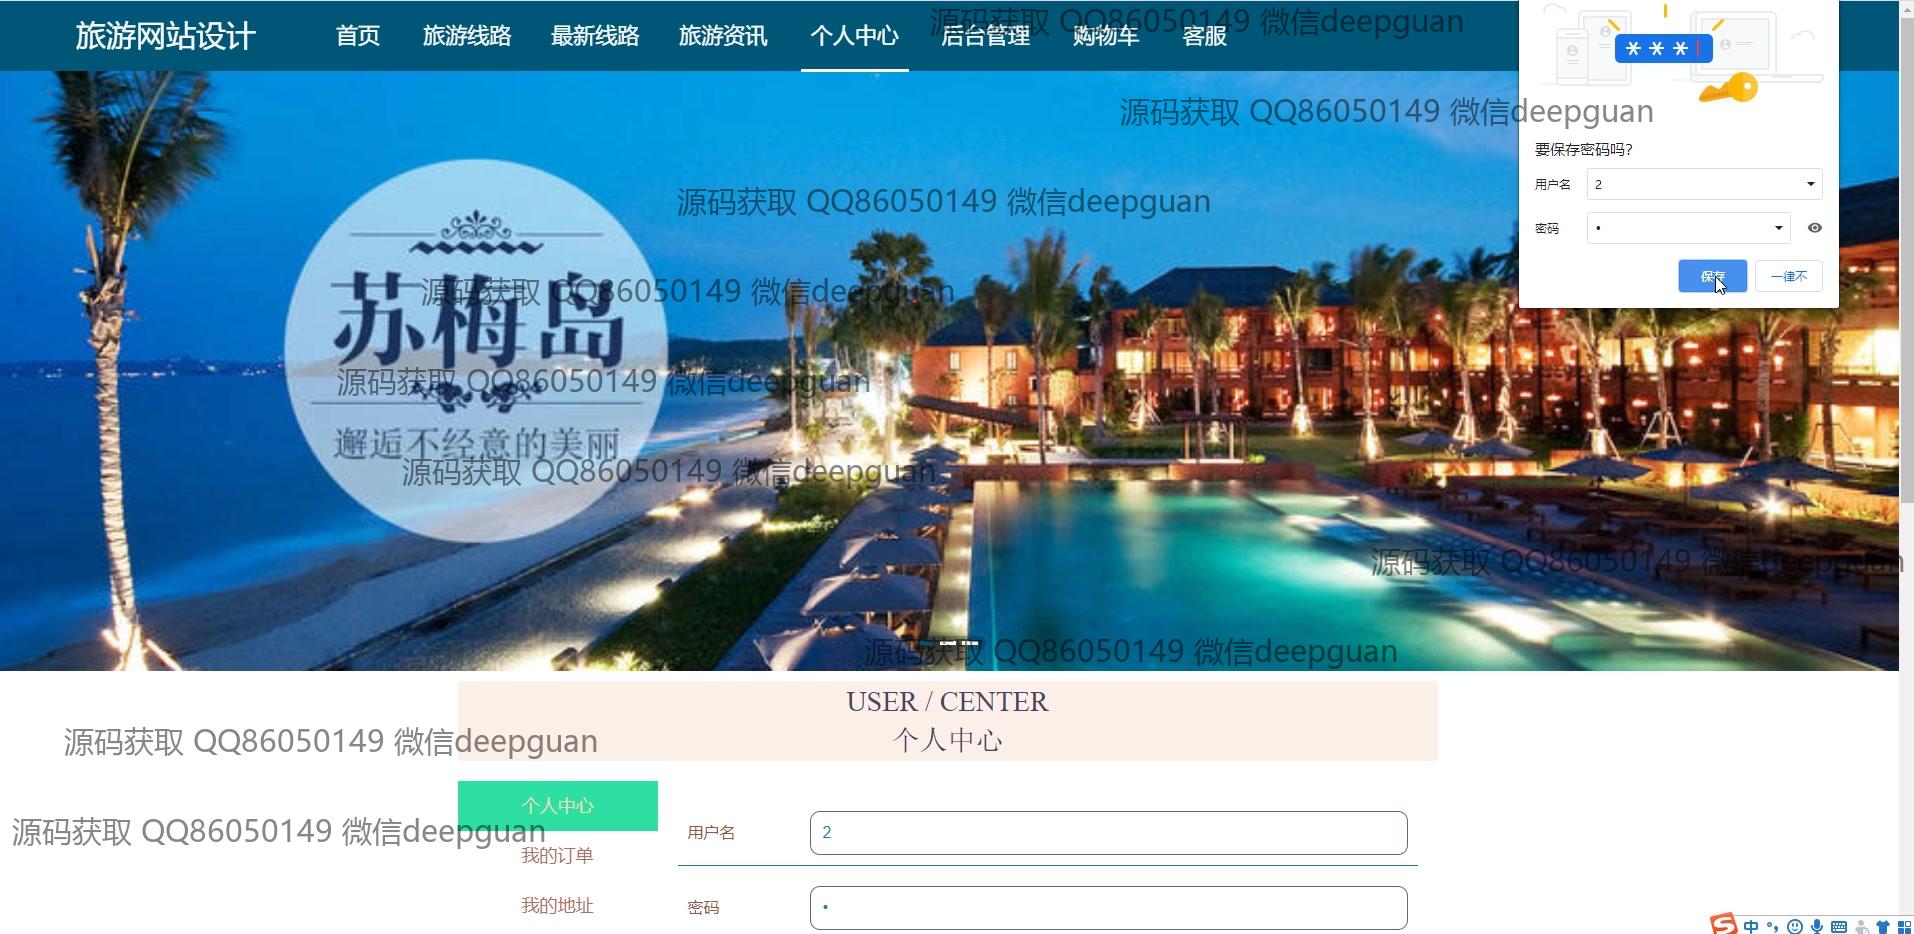 旅游网站设计 首页 旅游线路 最新线路 旅游资讯 个人中心 后台管理 购物车 客服
源码获取 QQ86050149 微信deepguan
* * *
源码获取 QQ86050149 微信deepguan
要保存密码吗?
用户名 2
源码获取 QQ86050149 微信deepguan
密码 •
保存 一律不
源码获取 QQ86050149 微信deepguan
苏梅岛
源码获取 QQ86050149 微信deepguan
邂逅不经意的美丽
源码获取 QQ86050149 微信deepguan
源码获取 QQ86050149 微信deepguan
源码获取 QQ86050149 微信deepguan
USER / CENTER
个人中心
源码获取 QQ86050149 微信deepguan
个人中心
用户名 2
源码获取 QQ86050149 微信deepguan
我的订单
我的地址
密码 •
中